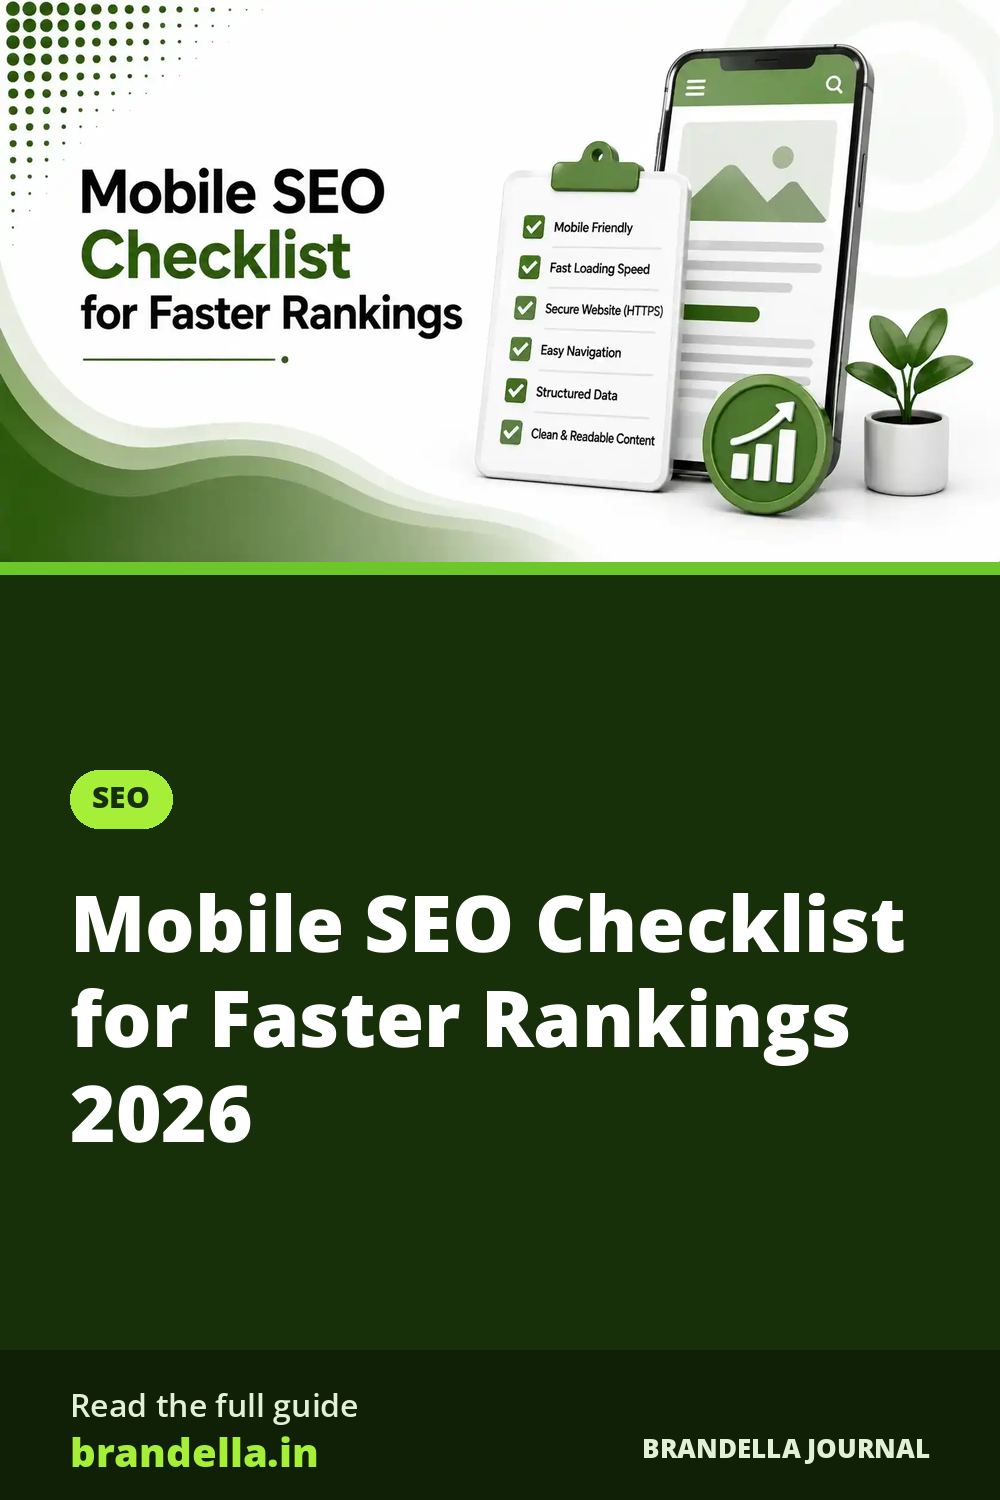 Mobile SEO
Checklist
for Faster Rankings
Mobile Friendly
Fast Loading Speed
Secure Website (HTTPS)
Easy Navigation
Structured Data
Clean & Readable Content
SEO
Mobile SEO Checklist
for Faster Rankings
2026
Read the full guide
brandella.in
BRANDELLA JOURNAL